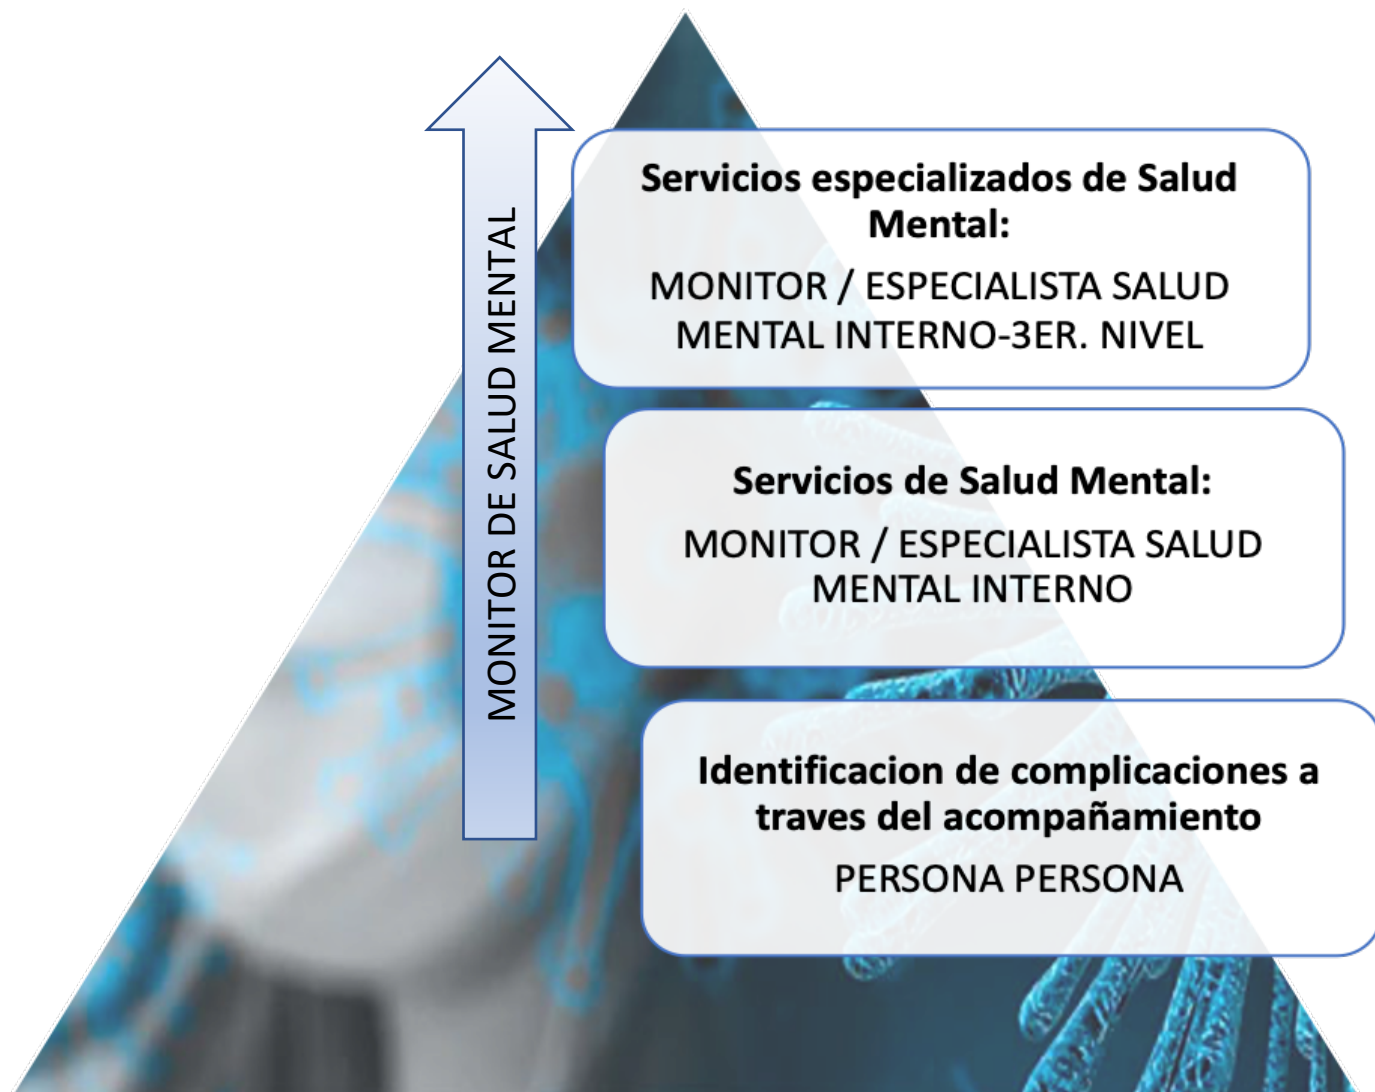 MONITOR DE SALUD MENTAL
Servicios especializados de Salud
Mental:
MONITOR / ESPECIALISTA SALUD
MENTAL INTERNO-3ER. NIVEL
Servicios de Salud Mental:
MONITOR / ESPECIALISTA SALUD
MENTAL INTERNO
Identificacion de complicaciones a
traves del acompañamiento
PERSONA PERSONA